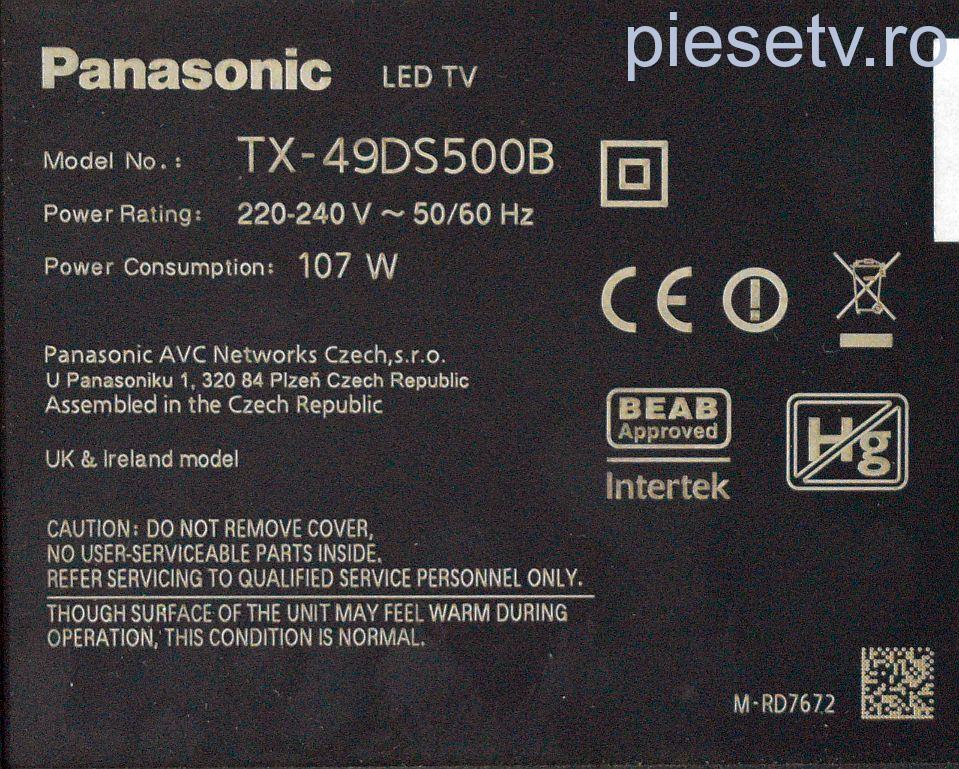 piesetv.ro
Panasonic LED TV
Model No.: TX-49DS500B
Power Rating: 220-240 V ~ 50/60 Hz
Power Consumption: 107 W
CE
Panasonic AVC Networks Czech,s.r.o.
U Panasoniku 1, 320 84 Plzeň Czech Republic
Assembled in the Czech Republic
BEAB
Approved
Intertek
Hg
UK & Ireland model
CAUTION: DO NOT REMOVE COVER,
NO USER-SERVICEABLE PARTS INSIDE.
REFER SERVICING TO QUALIFIED SERVICE PERSONNEL ONLY.
THOUGH SURFACE OF THE UNIT MAY FEEL WARM DURING
OPERATION, THIS CONDITION IS NORMAL.
M-RD7672